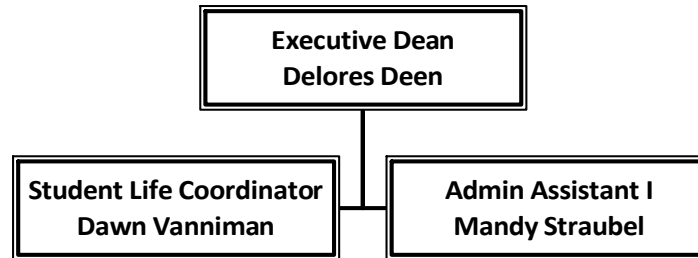 Executive Dean
Delores Deen
Student Life Coordinator
Dawn Vanniman
Admin Assistant I
Mandy Straubel